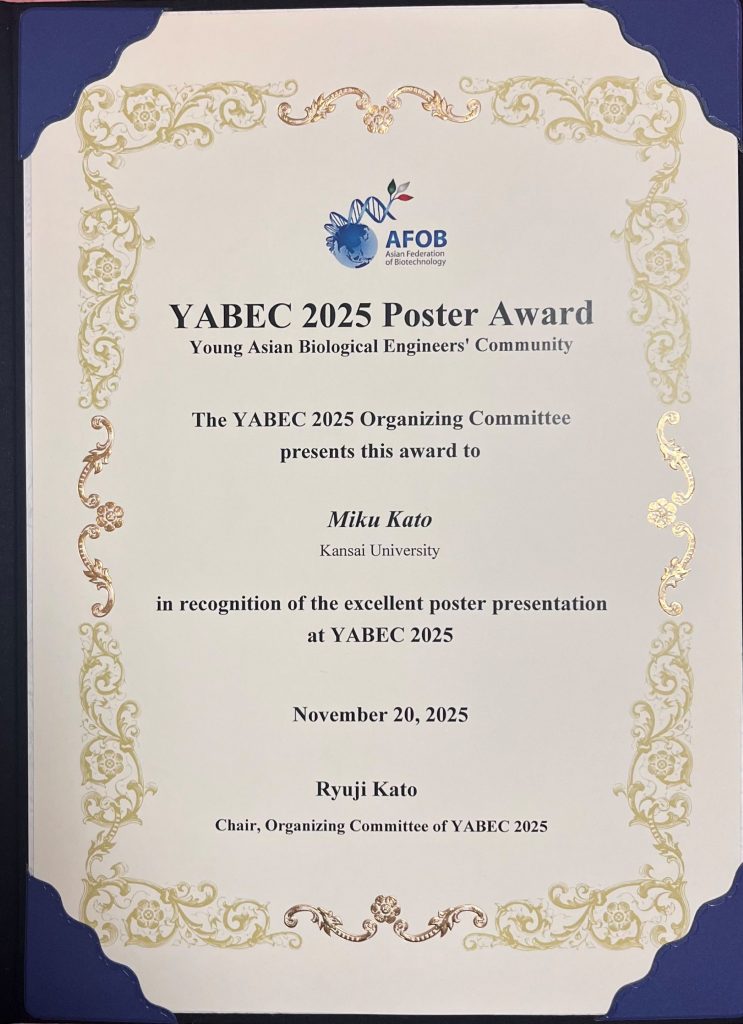 AFOB
Asian Federation
of Biotechnology
YABEC 2025 Poster Award
Young Asian Biological Engineers' Community
The YABEC 2025 Organizing Committee
presents this award to
Miku Kato
Kansai University
in recognition of the excellent poster presentation
at YABEC 2025
November 20, 2025
Ryuji Kato
Chair, Organizing Committee of YABEC 2025